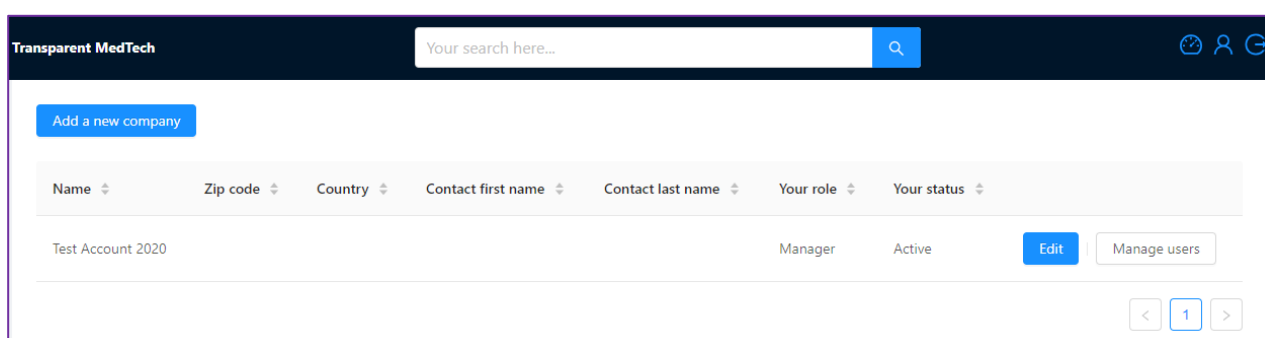 Transparent MedTech Your search here...
Add a new company
Name Zip code Country Contact first name Contact last name Your role Your status
Test Account 2020 Manager Active Edit Manage users
< 1 >